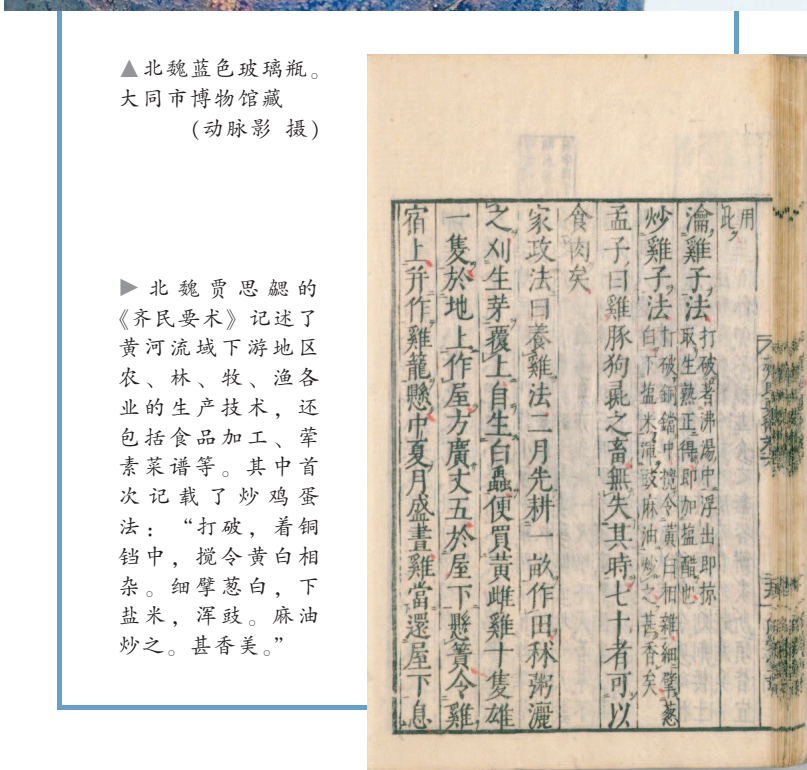 ▲北魏蓝色玻璃瓶。
大同市博物馆藏
(动脉影 摄)
▶ 北魏贾思勰的
《齐民要术》记述了
黄河流域下游地区
农、林、牧、渔各
业的生产技术，还
包括食品加工、荤
素菜谱等。其中首
次记载了炒鸡蛋
法：“打破，着铜
铛中，搅令黄白相
杂。细擘葱白，下
盐米，浑豉。麻油
炒之。甚香美。”
用
此
瀹雞子法打破著沸湯中浮出即掠
取生熟正得即加塩醋也
炒雞子法打破銅鐺中攪令黄白相雜細擘葱
白下塩米渾豉麻油炒之甚香矣
孟子曰雞豚狗彘之畜無失其時七十者可以
食肉矣
家政法曰養雞法二月先耕一畝作田秫粥灑
之刈生茅覆上自生白蟲便買黄雌雞十隻雄
一隻於地上作屋方廣丈五於屋下懸簀令雞
宿上并作雞籠懸中夏月盛晝雞當還屋下息